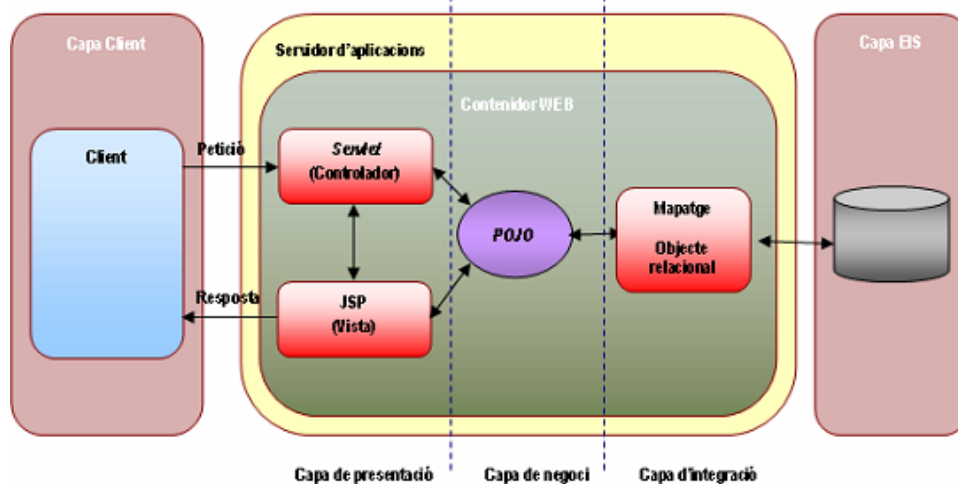 Capa Client
Servidor d'aplicacions
Capa EIS
Contenidor WEB
Client
Petició
Servlet
(Controlador)
POJO
Mapatge
Objecte
relacional
Resposta
JSP
(Vista)
Capa de presentació
Capa de negoci
Capa d'integració